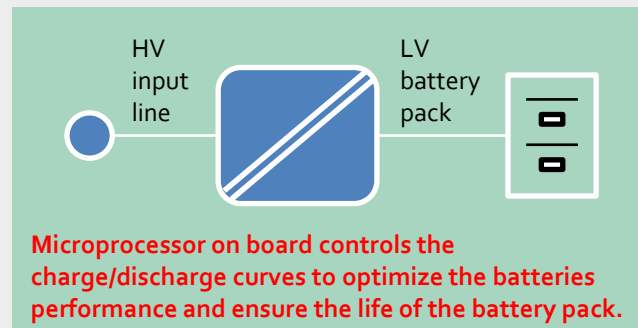 HV
input
line
LV
battery
pack
Microprocessor on board controls the
charge/discharge curves to optimize the batteries
performance and ensure the life of the battery pack.